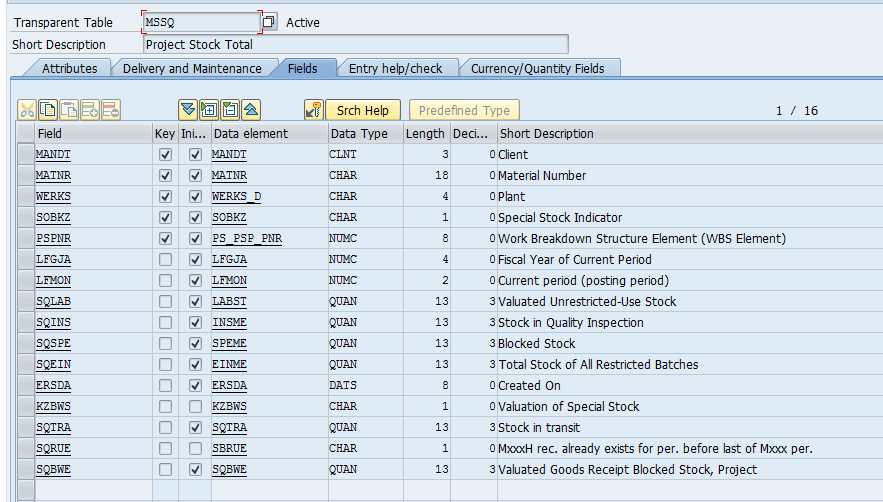 Transparent Table MSSQ Active
Short Description Project Stock Total
Attributes Delivery and Maintenance Fields Entry help/check Currency/Quantity Fields
Srch Help Predefined Type 1 / 16
Field Key Ini... Data element Data Type Length Deci... Short Description
MANDT MANDT CLNT 3 0 Client
MATNR MATNR CHAR 18 0 Material Number
WERKS WERKS_D CHAR 4 0 Plant
SOBKZ SOBKZ CHAR 1 0 Special Stock Indicator
PSPNR PS_PSP_PNR NUMC 8 0 Work Breakdown Structure Element (WBS Element)
LFGJA LFGJA NUMC 4 0 Fiscal Year of Current Period
LFMON LFMON NUMC 2 0 Current period (posting period)
SQLAB LABST QUAN 13 3 Valuated Unrestricted-Use Stock
SQINS INSME QUAN 13 3 Stock in Quality Inspection
SQSPE SPEME QUAN 13 3 Blocked Stock
SQEIN EINME QUAN 13 3 Total Stock of All Restricted Batches
ERSDA ERSDA DATS 8 0 Created On
KZBWS KZBWS CHAR 1 0 Valuation of Special Stock
SQTRA SQTRA QUAN 13 3 Stock in transit
SQRUE SBRUE CHAR 1 0 MxxxH rec. already exists for per. before last of Mxxx per.
SQBWE SQBWE QUAN 13 3 Valuated Goods Receipt Blocked Stock, Project